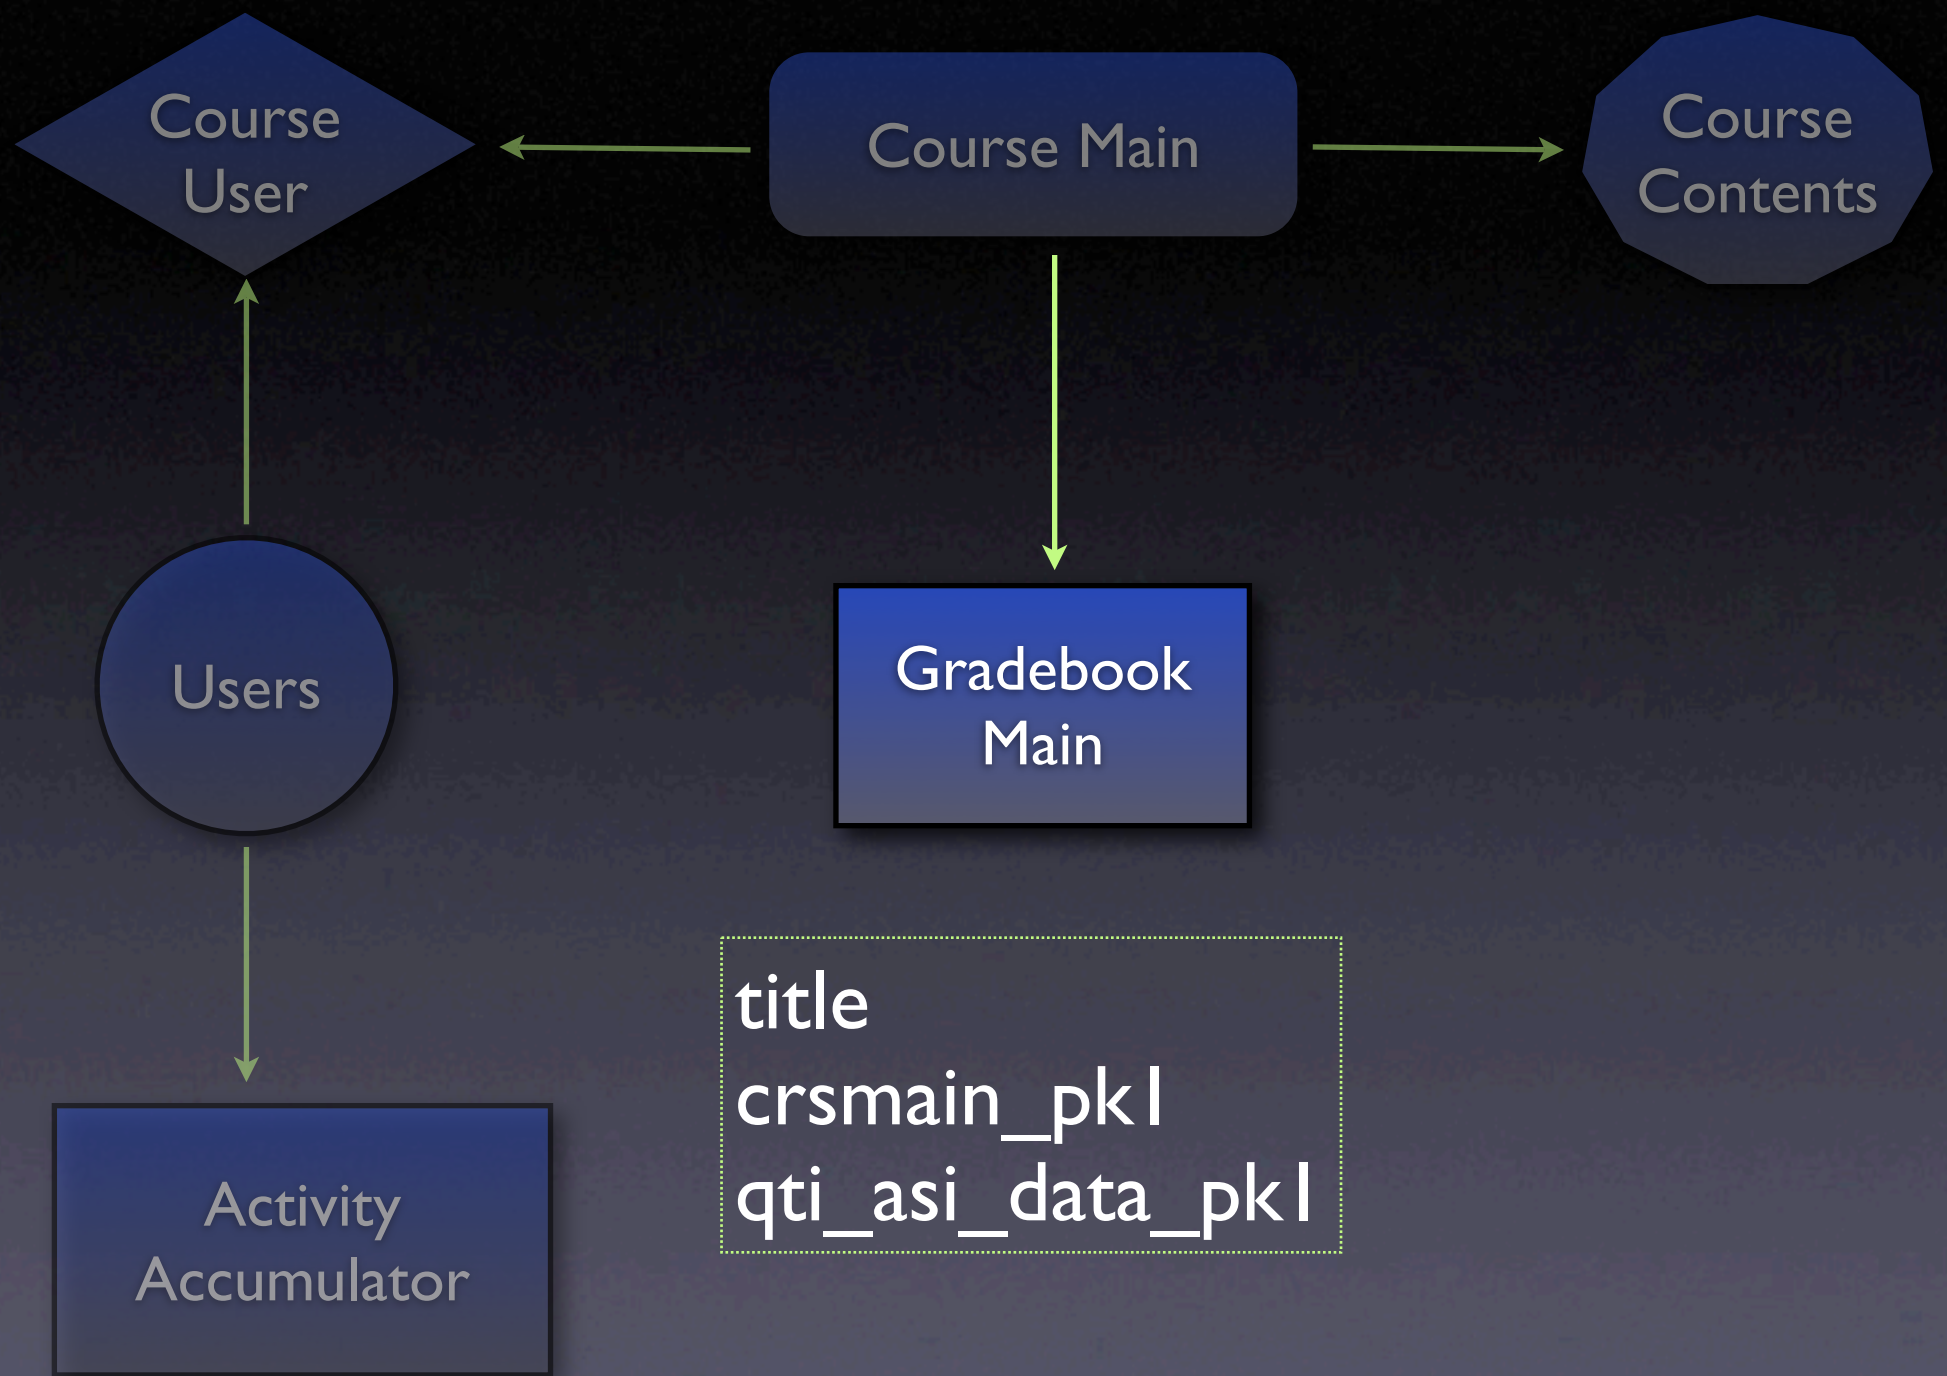 Course
User
Course Main
Course
Contents
Users
Gradebook
Main
title
crsmain_pk1
qti_asi_data_pk1
Activity
Accumulator